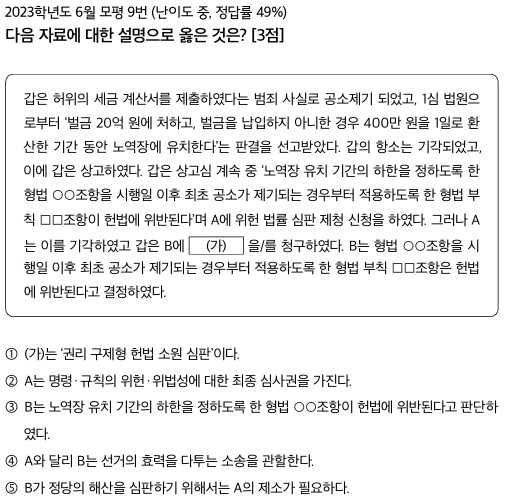 2023학년도 6월 모평 9번 (난이도 중, 정답률 49%)
다음 자료에 대한 설명으로 옳은 것은? [3점]
갑은 허위의 세금 계산서를 제출하였다는 범죄 사실로 공소제기 되었고, 1심 법원으
로부터 ‘벌금 20억 원에 처하고, 벌금을 납입하지 아니한 경우 400만 원을 1일로 환
산한 기간 동안 노역장에 유치한다’는 판결을 선고받았다. 갑의 항소는 기각되었고,
이에 갑은 상고하였다. 갑은 상고심 계속 중 ‘노역장 유치 기간의 하한을 정하도록 한
형법 ○○조항을 시행일 이후 최초 공소가 제기되는 경우부터 적용하도록 한 형법 부
칙 □□조항이 헌법에 위반된다’며 A에 위헌 법률 심판 제청 신청을 하였다. 그러나 A
는 이를 기각하였고 갑은 B에 (가) 을/를 청구하였다. B는 형법 ○○조항을 시
행일 이후 최초 공소가 제기되는 경우부터 적용하도록 한 형법 부칙 □□조항은 헌법
에 위반된다고 결정하였다.
① (가)는 ‘권리 구제형 헌법 소원 심판’이다.
② A는 명령·규칙의 위헌·위법성에 대한 최종 심사권을 가진다.
③ B는 노역장 유치 기간의 하한을 정하도록 한 형법 ○○조항이 헌법에 위반된다고 판단하
였다.
④ A와 달리 B는 선거의 효력을 다투는 소송을 관할한다.
⑤ B가 정당의 해산을 심판하기 위해서는 A의 제소가 필요하다.